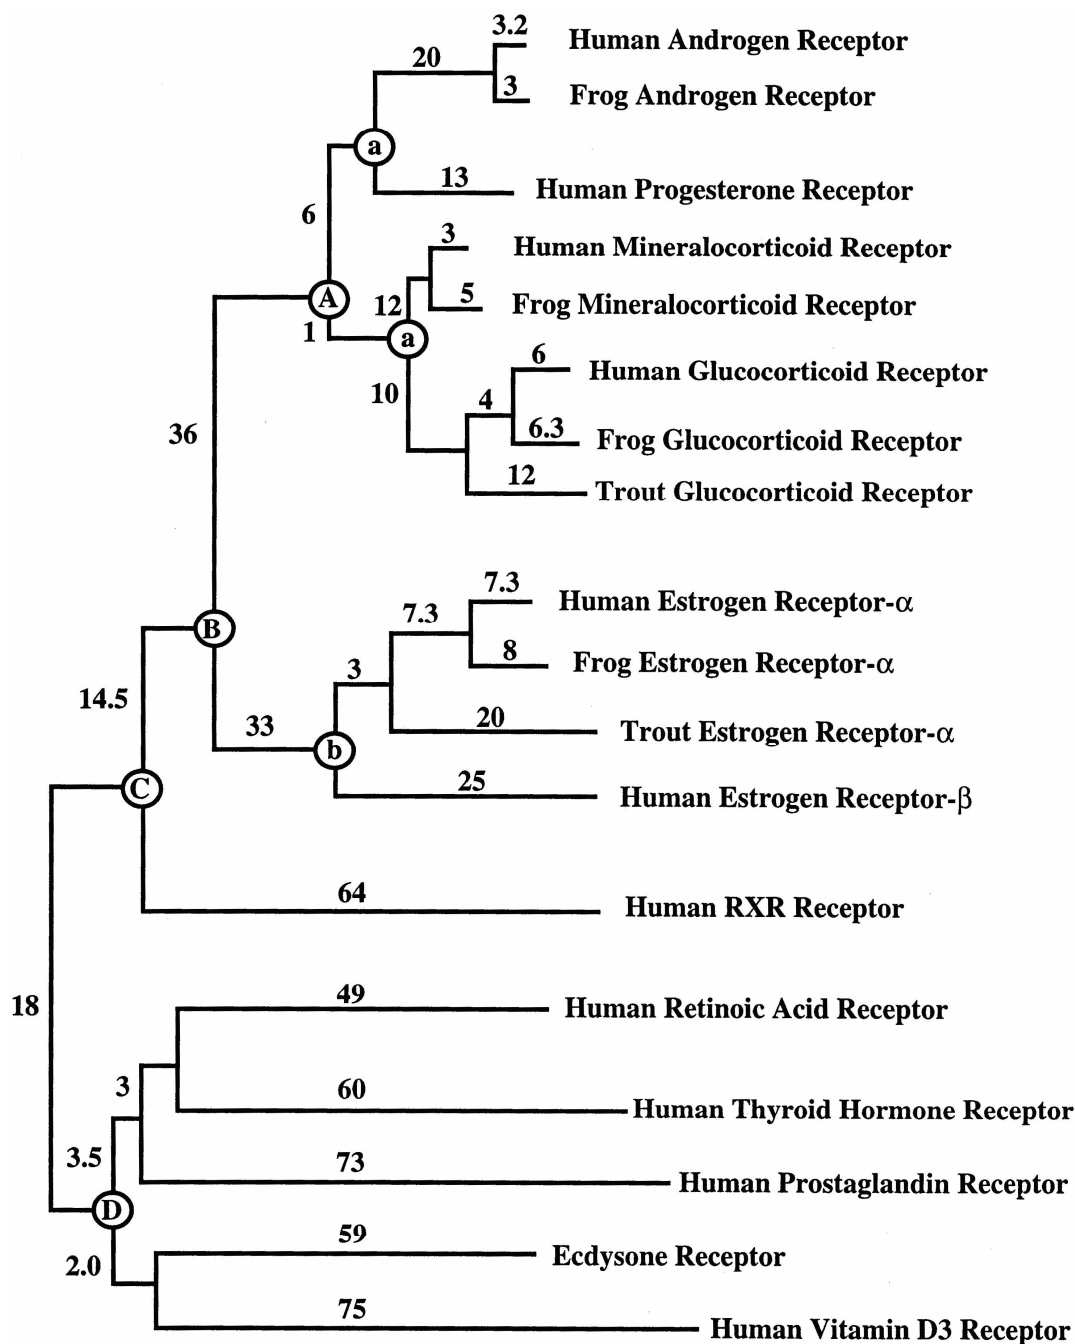 3.2
Human Androgen Receptor
20
3
Frog Androgen Receptor
a
13
Human Progesterone Receptor
6
3
Human Mineralocorticoid Receptor
A
12
5
Frog Mineralocorticoid Receptor
1
a
6
Human Glucocorticoid Receptor
10
4
36
6.3
Frog Glucocorticoid Receptor
12
Trout Glucocorticoid Receptor
7.3
Human Estrogen Receptor-α
7.3
B
8
Frog Estrogen Receptor-α
3
14.5
33
20
Trout Estrogen Receptor-α
b
C
25
Human Estrogen Receptor-β
64
Human RXR Receptor
18
49
Human Retinoic Acid Receptor
3
60
Human Thyroid Hormone Receptor
3.5
73
Human Prostaglandin Receptor
D
59
Ecdysone Receptor
2.0
75
Human Vitamin D3 Receptor